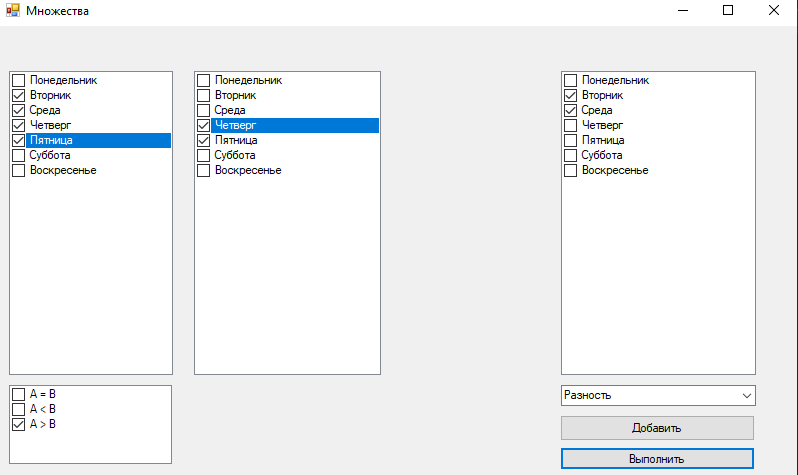 Множества
Понедельник
Вторник
Среда
Четверг
Пятница
Суббота
Воскресенье
Понедельник
Вторник
Среда
Четверг
Пятница
Суббота
Воскресенье
Понедельник
Вторник
Среда
Четверг
Пятница
Суббота
Воскресенье
A = B
A < B
A > B
Разность
Добавить
Выполнить